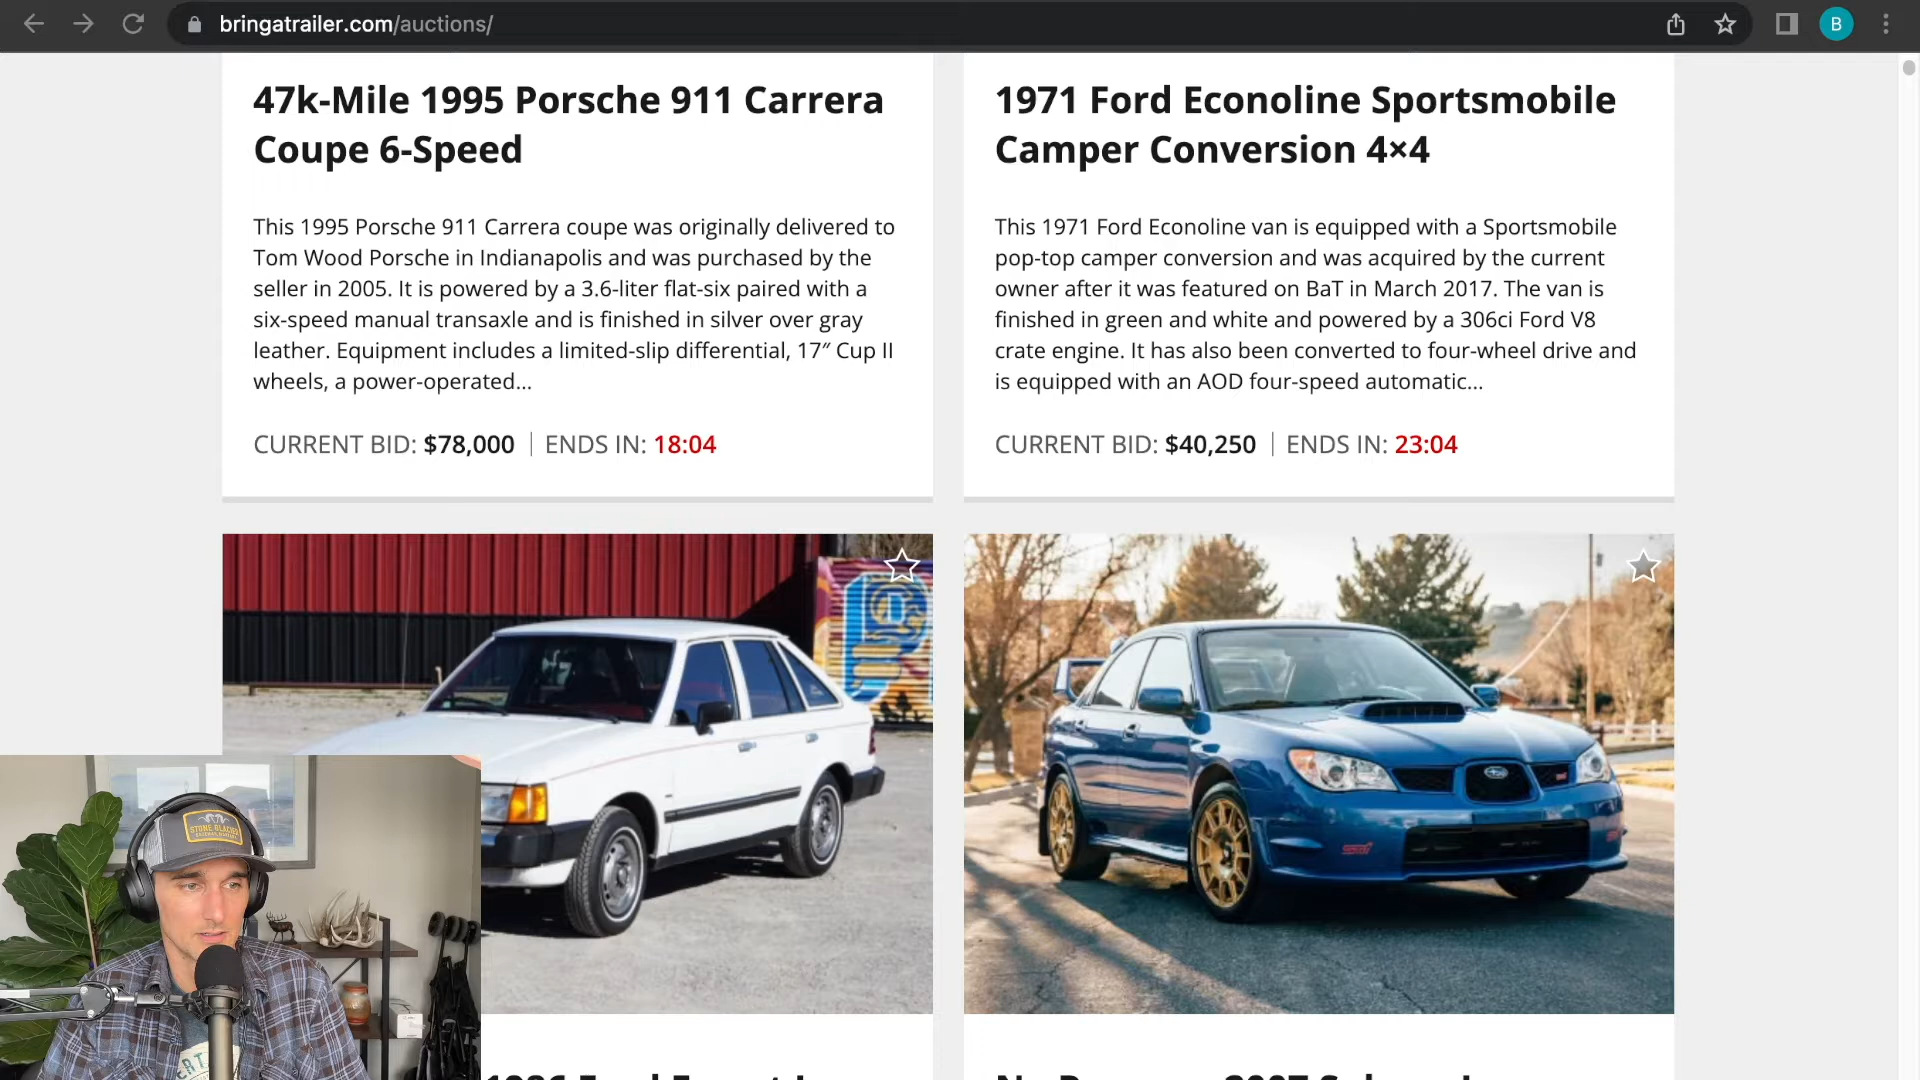 bringatrailer.com/auctions/
B
47k-Mile 1995 Porsche 911 Carrera
Coupe 6-Speed
This 1995 Porsche 911 Carrera coupe was originally delivered to
Tom Wood Porsche in Indianapolis and was purchased by the
seller in 2005. It is powered by a 3.6-liter flat-six paired with a
six-speed manual transaxle and is finished in silver over gray
leather. Equipment includes a limited-slip differential, 17″ Cup II
wheels, a power-operated...
CURRENT BID: $78,000 | ENDS IN: 18:04
1971 Ford Econoline Sportsmobile
Camper Conversion 4×4
This 1971 Ford Econoline van is equipped with a Sportsmobile
pop-top camper conversion and was acquired by the current
owner after it was featured on BaT in March 2017. The van is
finished in green and white and powered by a 306ci Ford V8
crate engine. It has also been converted to four-wheel drive and
is equipped with an AOD four-speed automatic...
CURRENT BID: $40,250 | ENDS IN: 23:04
STONE GLACIER